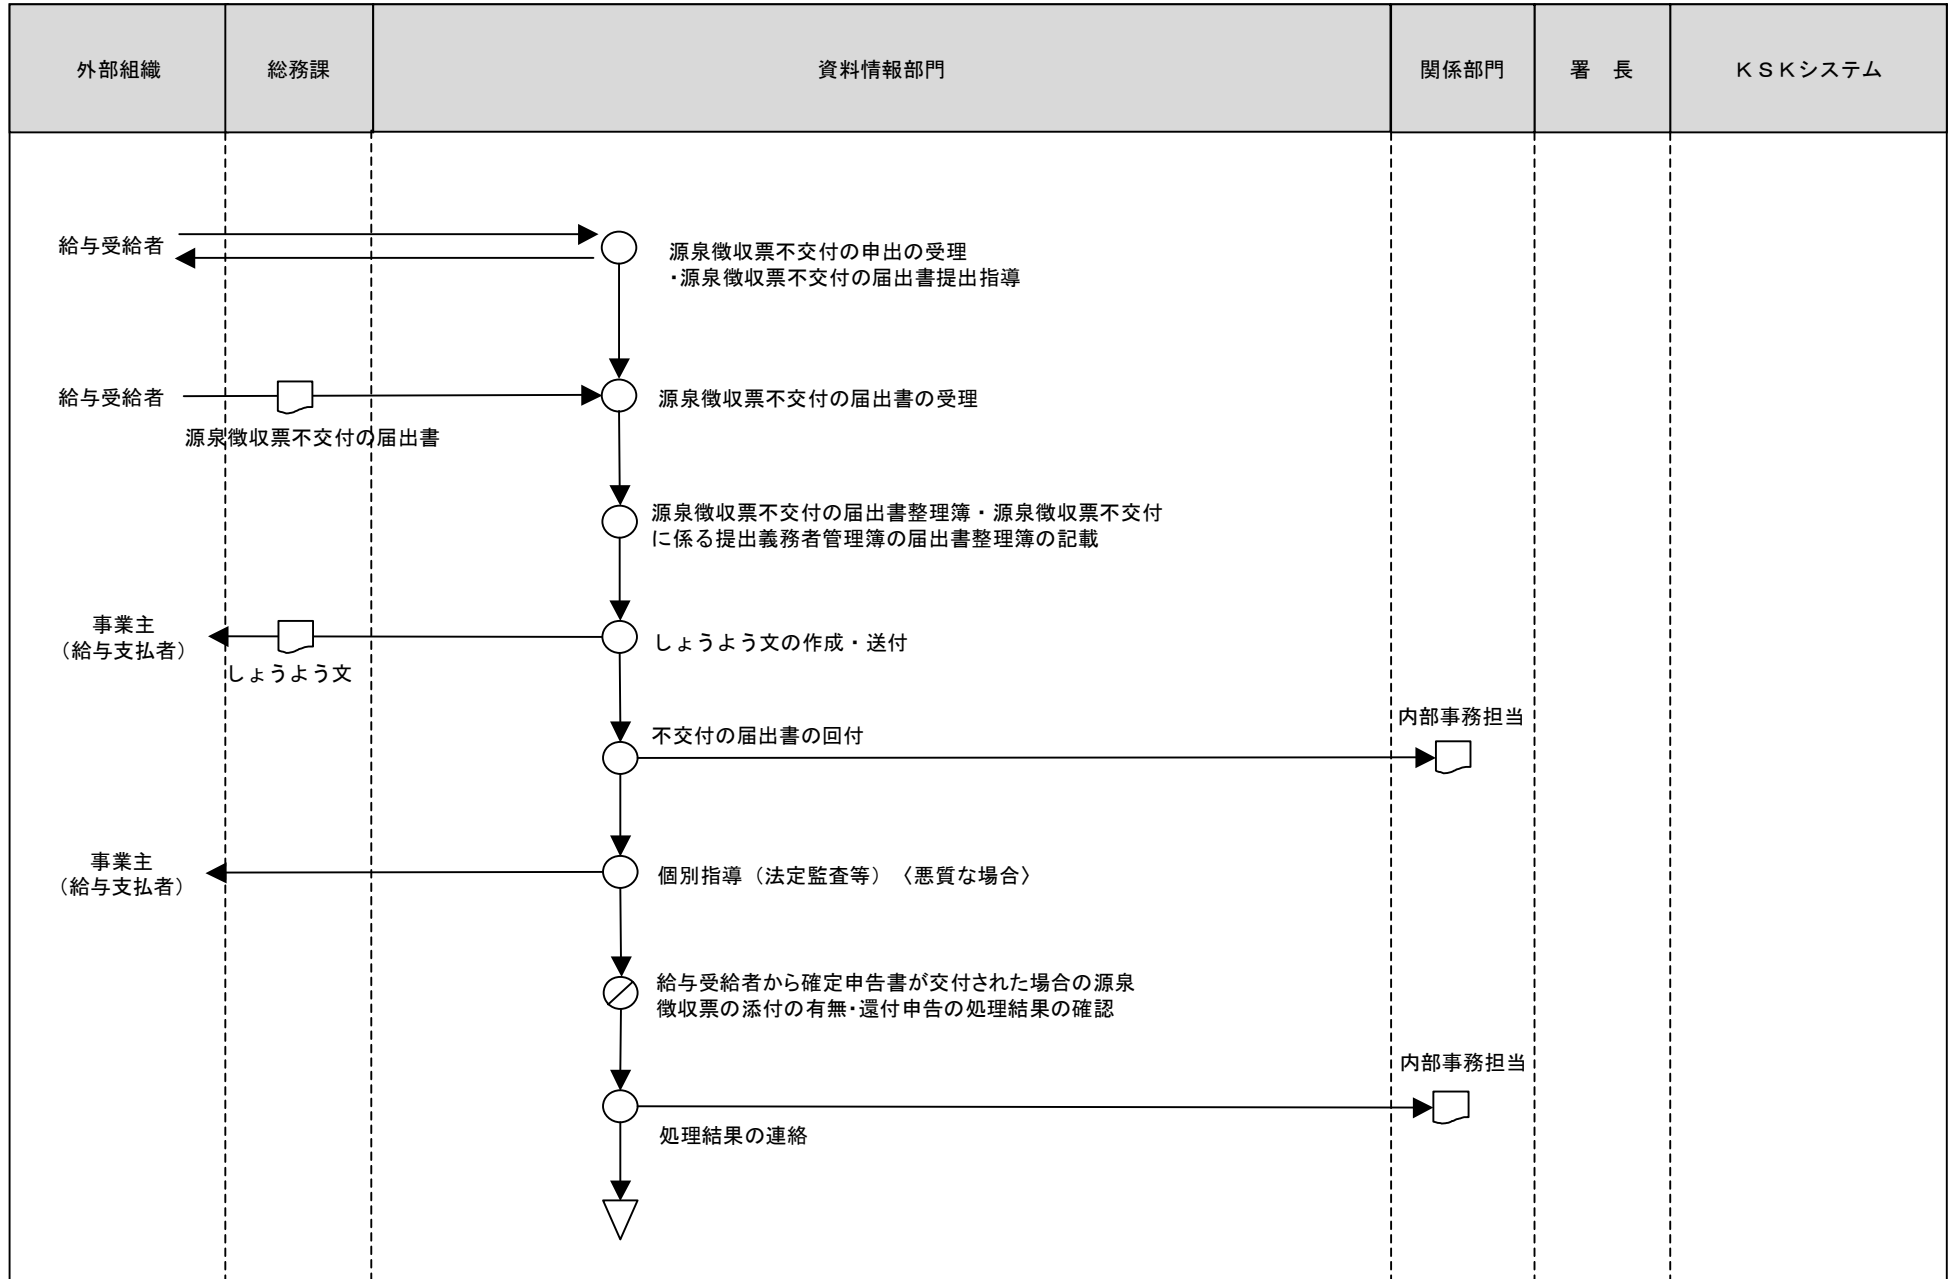 外部組織
総務課
資料情報部門
関係部門
署　長
ＫＳＫシステム
給与受給者
源泉徴収票不交付の申出の受理
・源泉徴収票不交付の届出書提出指導
給与受給者
源泉徴収票不交付の届出書の受理
源泉徴収票不交付の届出書
源泉徴収票不交付の届出書整理簿・源泉徴収票不交付
に係る提出義務者管理簿の届出書整理簿の記載
事業主
（給与支払者）
しょうよう文の作成・送付
しょうよう文
内部事務担当
不交付の届出書の回付
事業主
（給与支払者）
個別指導（法定監査等）〈悪質な場合〉
給与受給者から確定申告書が交付された場合の源泉
徴収票の添付の有無・還付申告の処理結果の確認
内部事務担当
処理結果の連絡